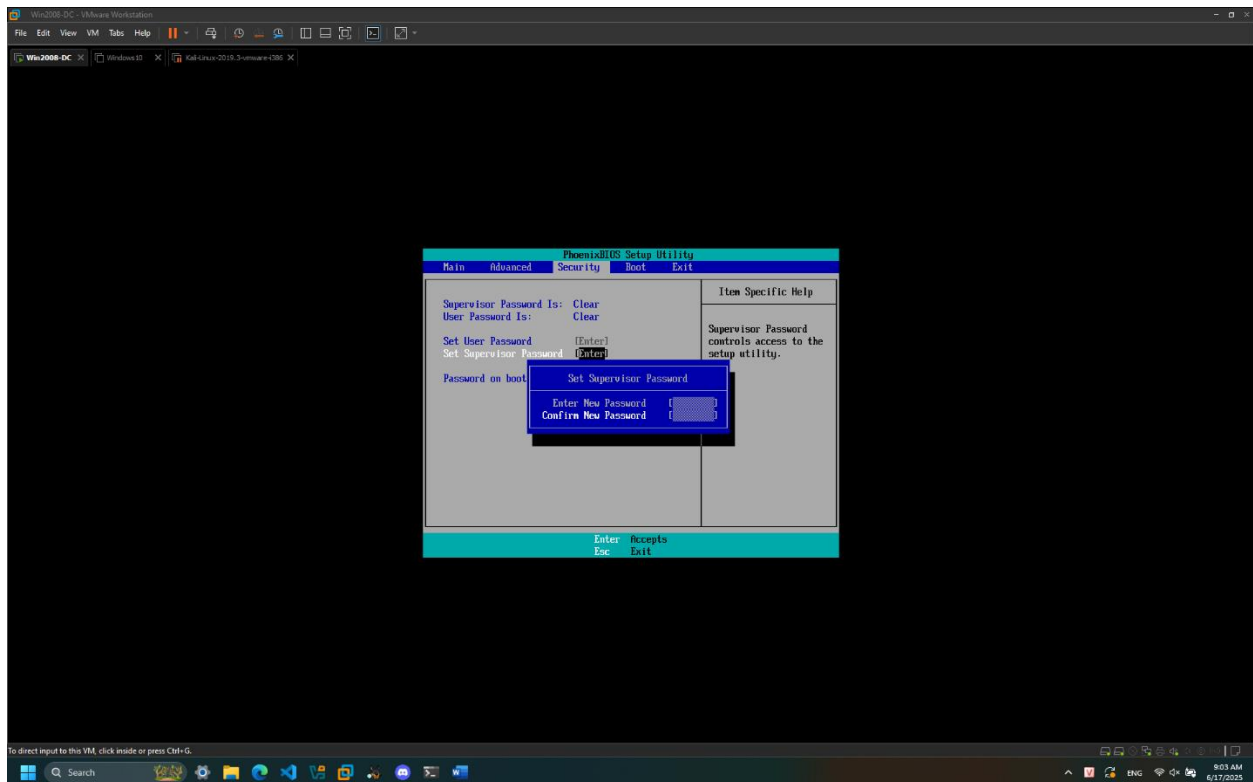 Win2008-DC - VMware Workstation
File Edit View VM Tabs Help
Win2008-DC Windows10 Kali-Linux-2019.3-vmware-i386
PhoenixBIOS Setup Utility
Main Advanced Security Boot Exit
Supervisor Password Is: Clear
User Password Is: Clear
Set User Password [Enter]
Set Supervisor Password [Enter]
Password on boot
Item Specific Help
Supervisor Password
controls access to the
setup utility.
Set Supervisor Password
Enter New Password [ ]
Confirm New Password [ ]
Enter Accepts
Esc Exit
To direct input to this VM, click inside or press Ctrl+G.
Search
ENG
9:03 AM
6/17/2025